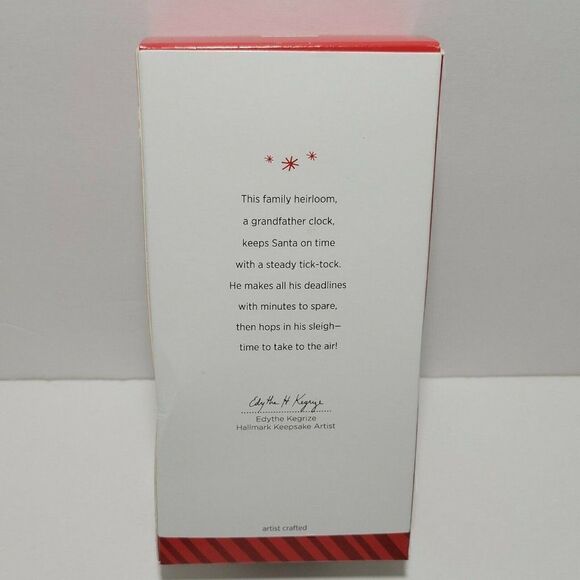 This family heirloom,
a grandfather clock,
keeps Santa on time
with a steady tick-tock.
He makes all his deadlines
with minutes to spare,
then hops in his sleigh—
time to take to the air!
Edythe H Kegrize
Edythe Kegrize
Hallmark Keepsake Artist
artist crafted